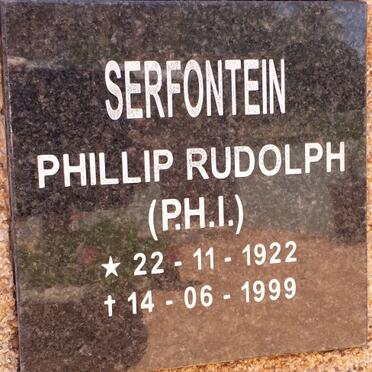 SERFONTEIN
PHILLIP RUDOLPH
(P.H.I.)
★ 22 - 11 - 1922
† 14 - 06 - 1999